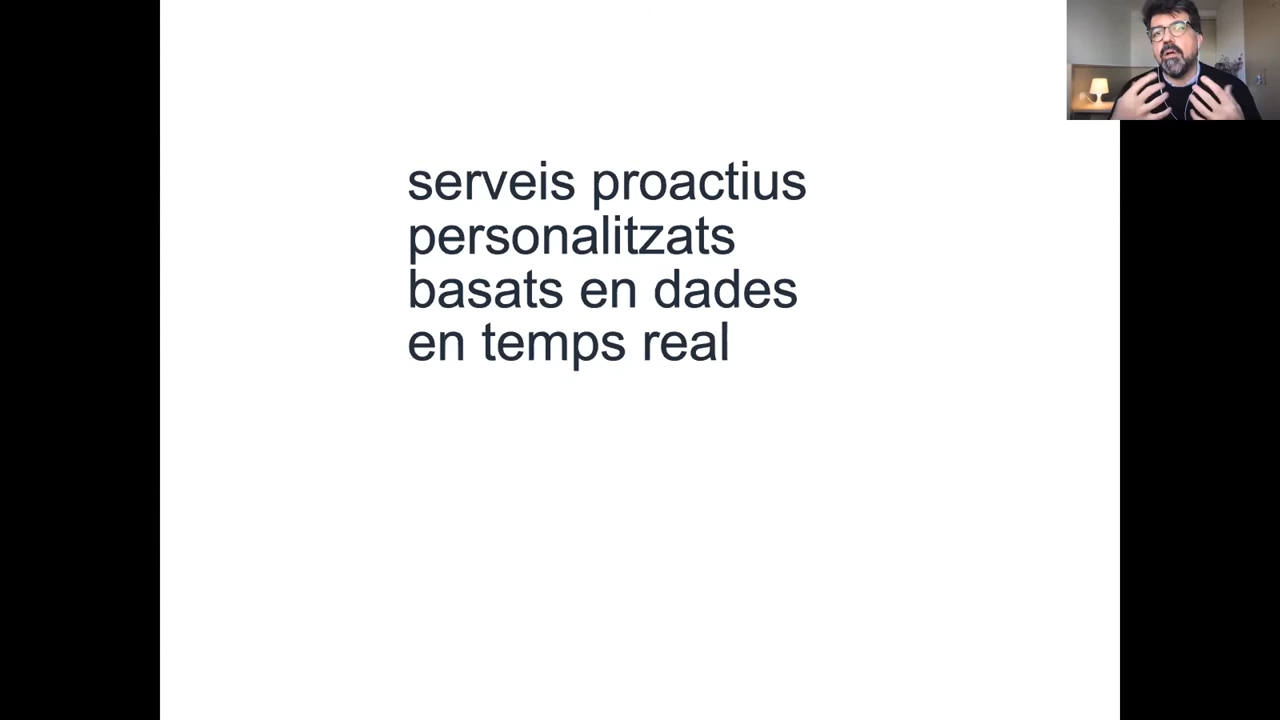 serveis proactius
personalitzats
basats en dades
en temps real